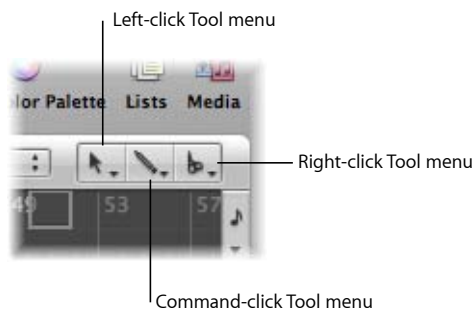 Left-click Tool menu
lor Palette Lists Media
Right-click Tool menu
49 53 57
Command-click Tool menu